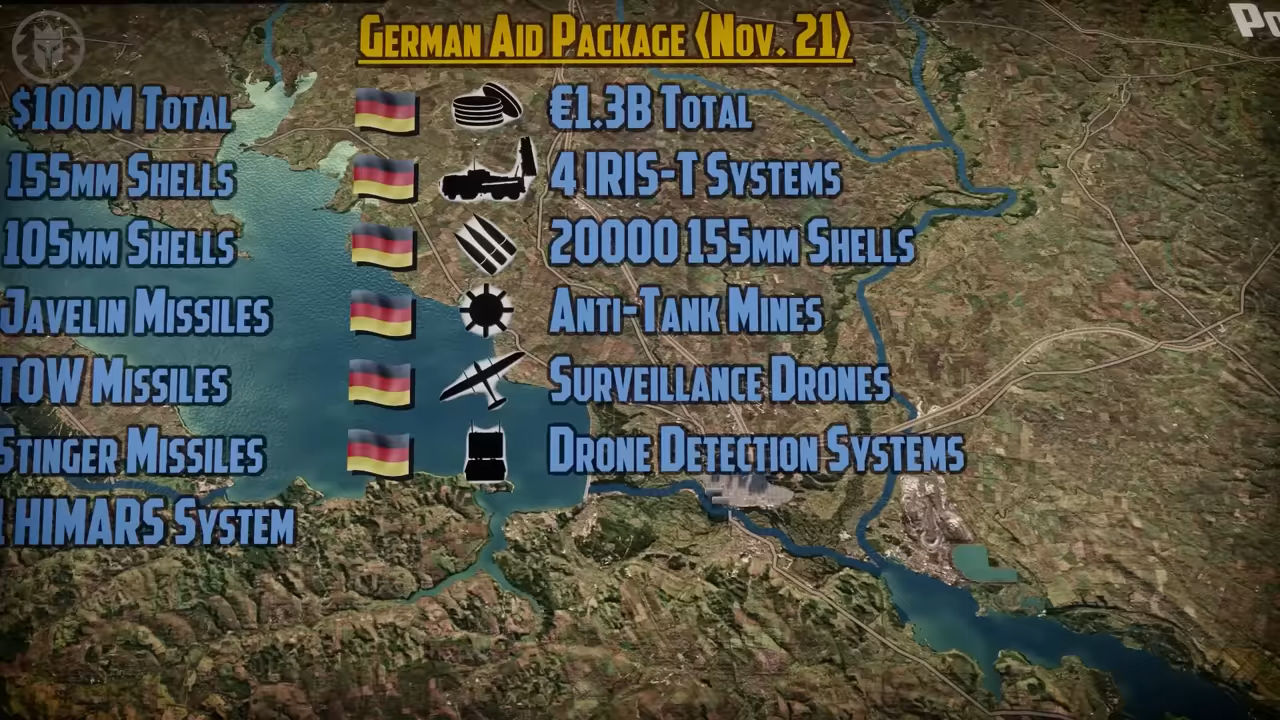 German Aid Package (Nov. 21)
$100M Total
155mm Shells
105mm Shells
Javelin Missiles
TOW Missiles
Stinger Missiles
1 HIMARS System
€1.3B Total
4 IRIS-T Systems
20000 155mm Shells
Anti-Tank Mines
Surveillance Drones
Drone Detection Systems